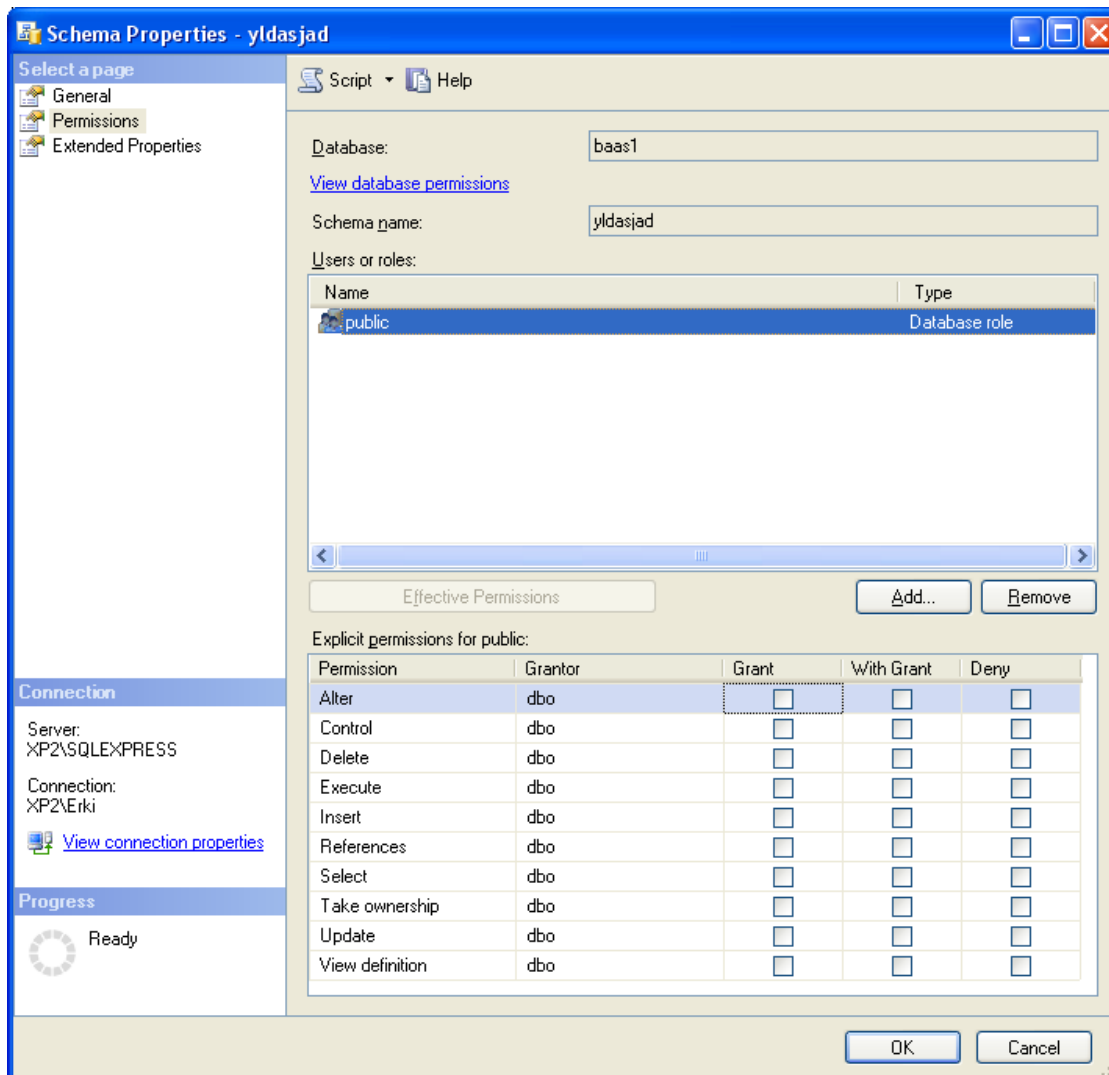 Schema Properties - yldasjad
Select a page
General
Permissions
Extended Properties
Script Help
Database: baas1
View database permissions
Schema name: yldasjad
Users or roles:
Name Type
public Database role
Effective Permissions Add... Remove
Explicit permissions for public:
Permission Grantor Grant With Grant Deny
Alter dbo
Control dbo
Delete dbo
Execute dbo
Insert dbo
References dbo
Select dbo
Take ownership dbo
Update dbo
View definition dbo
Connection
Server:
XP2\SQLEXPRESS
Connection:
XP2\Erki
View connection properties
Progress
Ready
OK Cancel